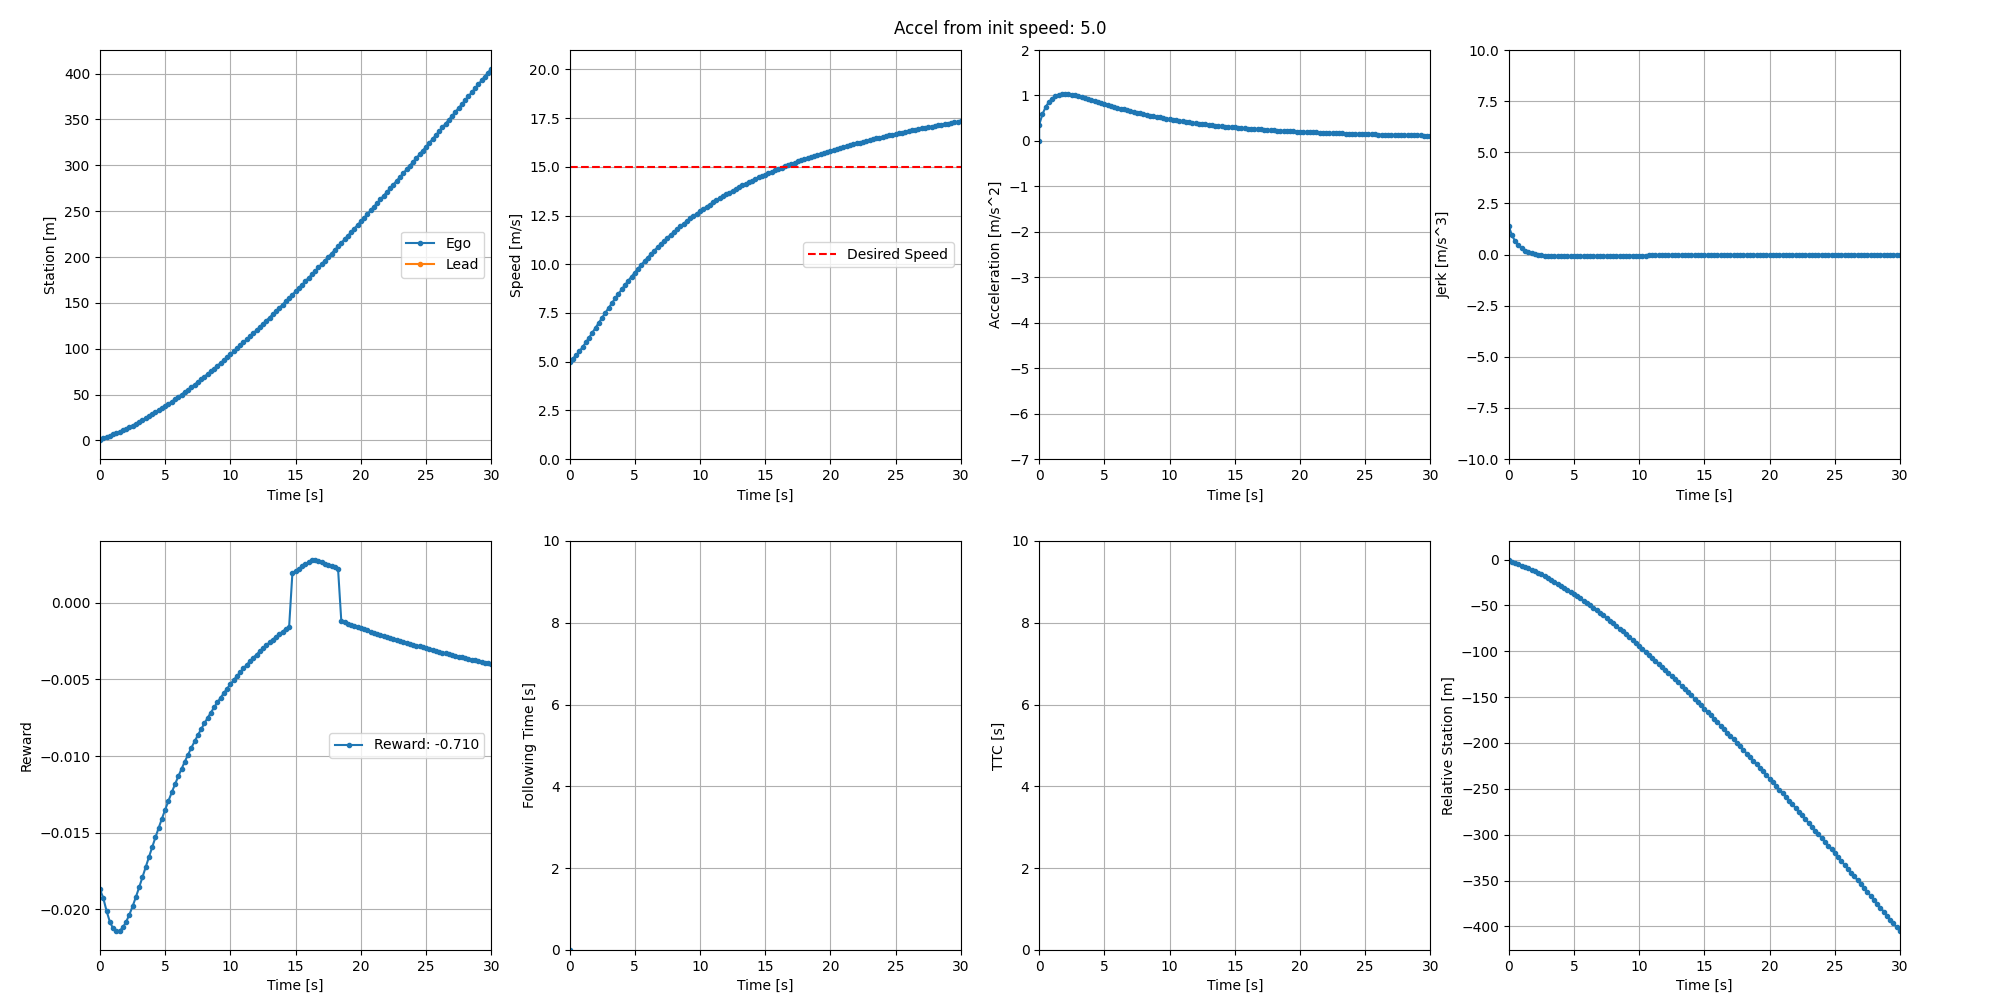 Accel from init speed: 5.0
400
350
300
250
200
150
100
50
0
Station [m]
Ego
Lead
0 5 10 15 20 25 30
Time [s]
20.0
17.5
15.0
12.5
10.0
7.5
5.0
2.5
0.0
Speed [m/s]
Desired Speed
0 5 10 15 20 25 30
Time [s]
2
1
0
−1
−2
−3
−4
−5
−6
−7
Acceleration [m/s^2]
0 5 10 15 20 25 30
Time [s]
10.0
7.5
5.0
2.5
0.0
−2.5
−5.0
−7.5
−10.0
Jerk [m/s^3]
0 5 10 15 20 25 30
Time [s]
0.000
−0.005
−0.010
−0.015
−0.020
Reward
Reward: -0.710
0 5 10 15 20 25 30
Time [s]
10
8
6
4
2
0
Following Time [s]
0 5 10 15 20 25 30
Time [s]
10
8
6
4
2
0
TTC [s]
0 5 10 15 20 25 30
Time [s]
0
−50
−100
−150
−200
−250
−300
−350
−400
Relative Station [m]
0 5 10 15 20 25 30
Time [s]